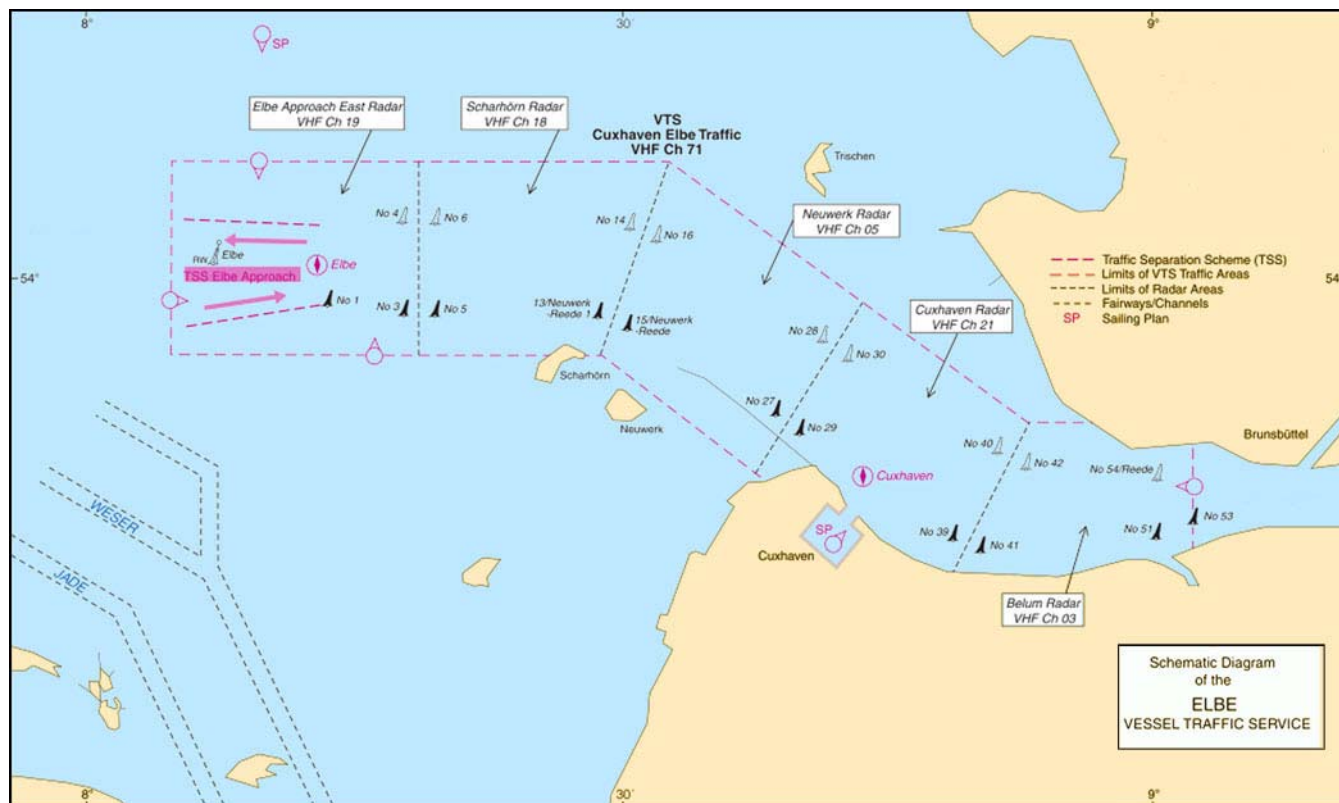 8°
30´
9°
SP
Elbe Approach East Radar
VHF Ch 19
Scharhörn Radar
VHF Ch 18
VTS
Cuxhaven Elbe Traffic
VHF Ch 71
Trischen
No 4
No 6
No 14
No 16
Neuwerk Radar
VHF Ch 05
RW
Elbe
Elbe
TSS Elbe Approach
54°
54°
Traffic Separation Scheme (TSS)
Limits of VTS Traffic Areas
Limits of Radar Areas
Fairways/Channels
SP
Sailing Plan
No 1
No 3
No 5
13/Neuwerk
-Reede 1
15/Neuwerk
-Reede
Cuxhaven Radar
VHF Ch 21
No 28
No 30
Scharhörn
Neuwerk
No 27
No 29
No 40
No 42
Brunsbüttel
No 54/Reede
Cuxhaven
SP
Cuxhaven
No 39
No 41
No 51
No 53
WESER
JADE
Belum Radar
VHF Ch 03
Schematic Diagram
of the
ELBE
VESSEL TRAFFIC SERVICE
8°
30´
9°